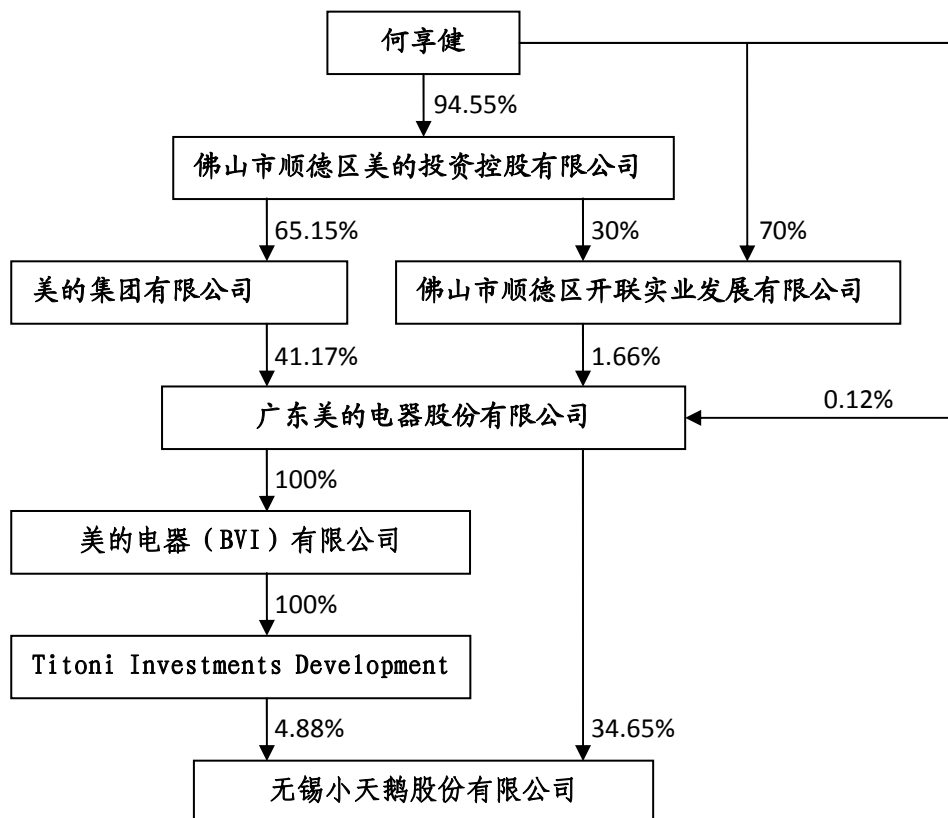 何享健
94.55%
佛山市顺德区美的投资控股有限公司
65.15%
30%
70%
美的集团有限公司
佛山市顺德区开联实业发展有限公司
41.17%
1.66%
0.12%
广东美的电器股份有限公司
100%
美的电器（BVI）有限公司
100%
Titoni Investments Development
4.88%
34.65%
无锡小天鹅股份有限公司